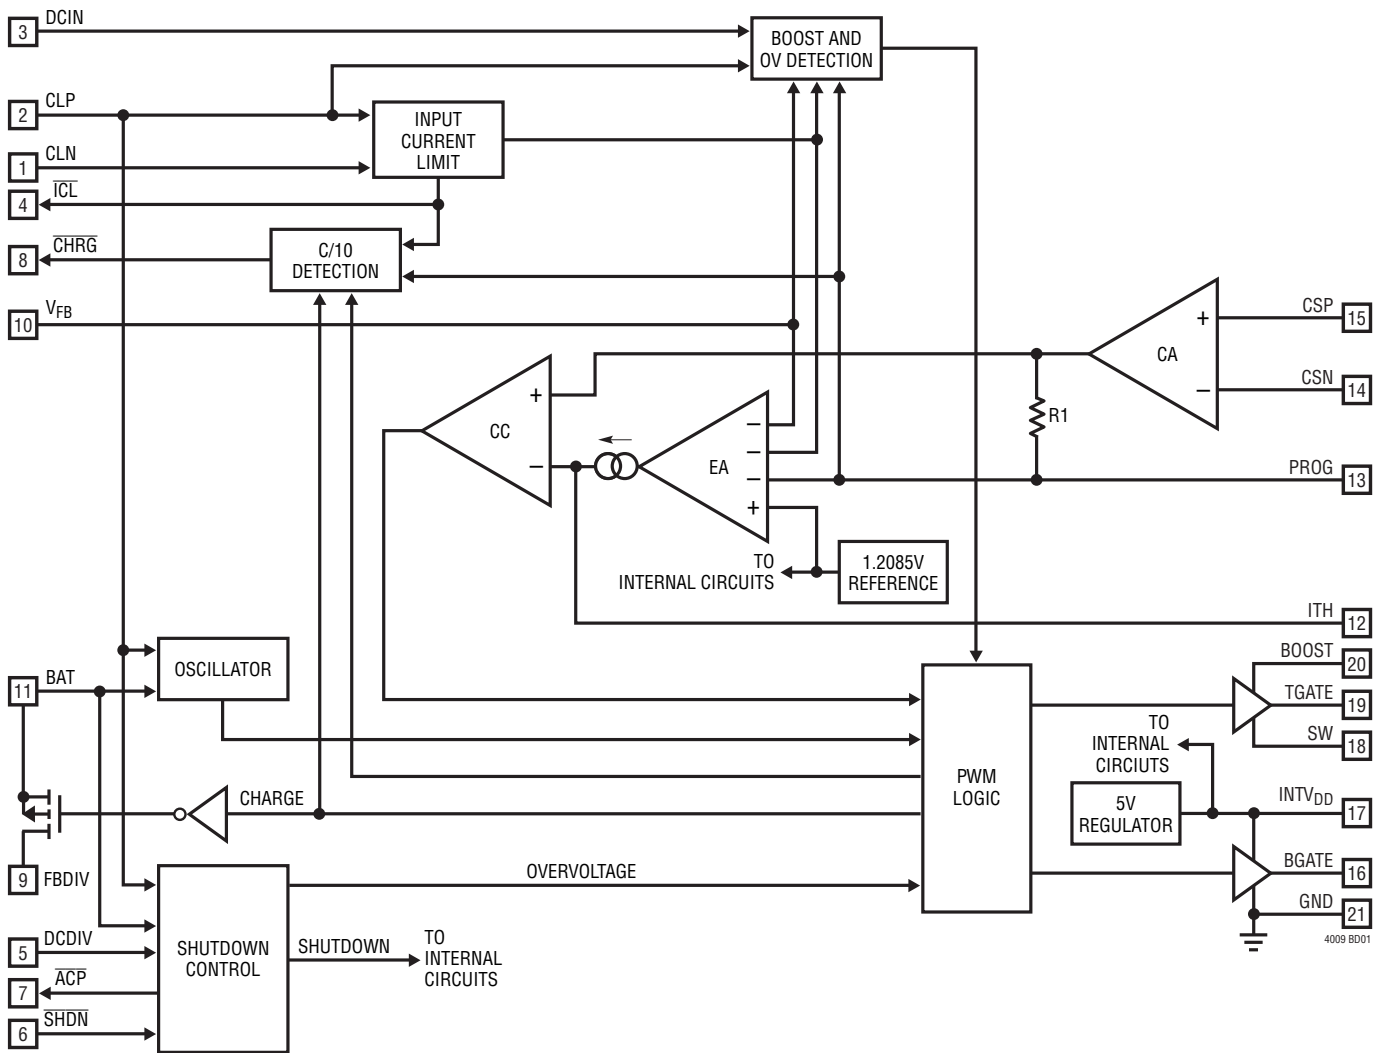 3 DCIN
BOOST AND
OV DETECTION
2 CLP
INPUT
CURRENT
LIMIT
1 CLN
4 ICL
8 CHRG
C/10
DETECTION
10 VFB
+
CA
−
CSP 15
CSN 14
R1
+
CC
−
−
−
EA
−
+
PROG 13
TO
INTERNAL CIRCUITS
1.2085V
REFERENCE
ITH 12
BOOST 20
TGATE 19
SW 18
OSCILLATOR
11 BAT
PWM
LOGIC
TO
INTERNAL
CIRCIUTS
5V
REGULATOR
INTVDD 17
CHARGE
9 FBDIV
OVERVOLTAGE
BGATE 16
GND 21
4009 BD01
5 DCDIV
7 ACP
6 SHDN
SHUTDOWN
CONTROL
SHUTDOWN
TO
INTERNAL
CIRCUITS